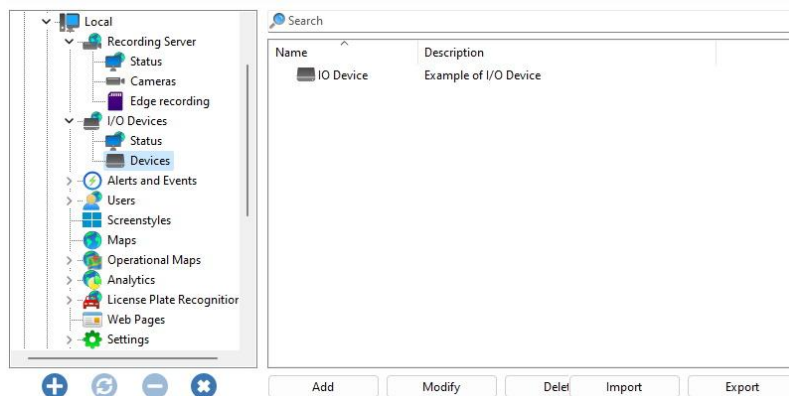 Local
Recording Server
Status
Cameras
Edge recording
I/O Devices
Status
Devices
Alerts and Events
Users
Screenstyles
Maps
Operational Maps
Analytics
License Plate Recognition
Web Pages
Settings
Search
Name Description
IO Device Example of I/O Device
Add Modify Delet Import Export